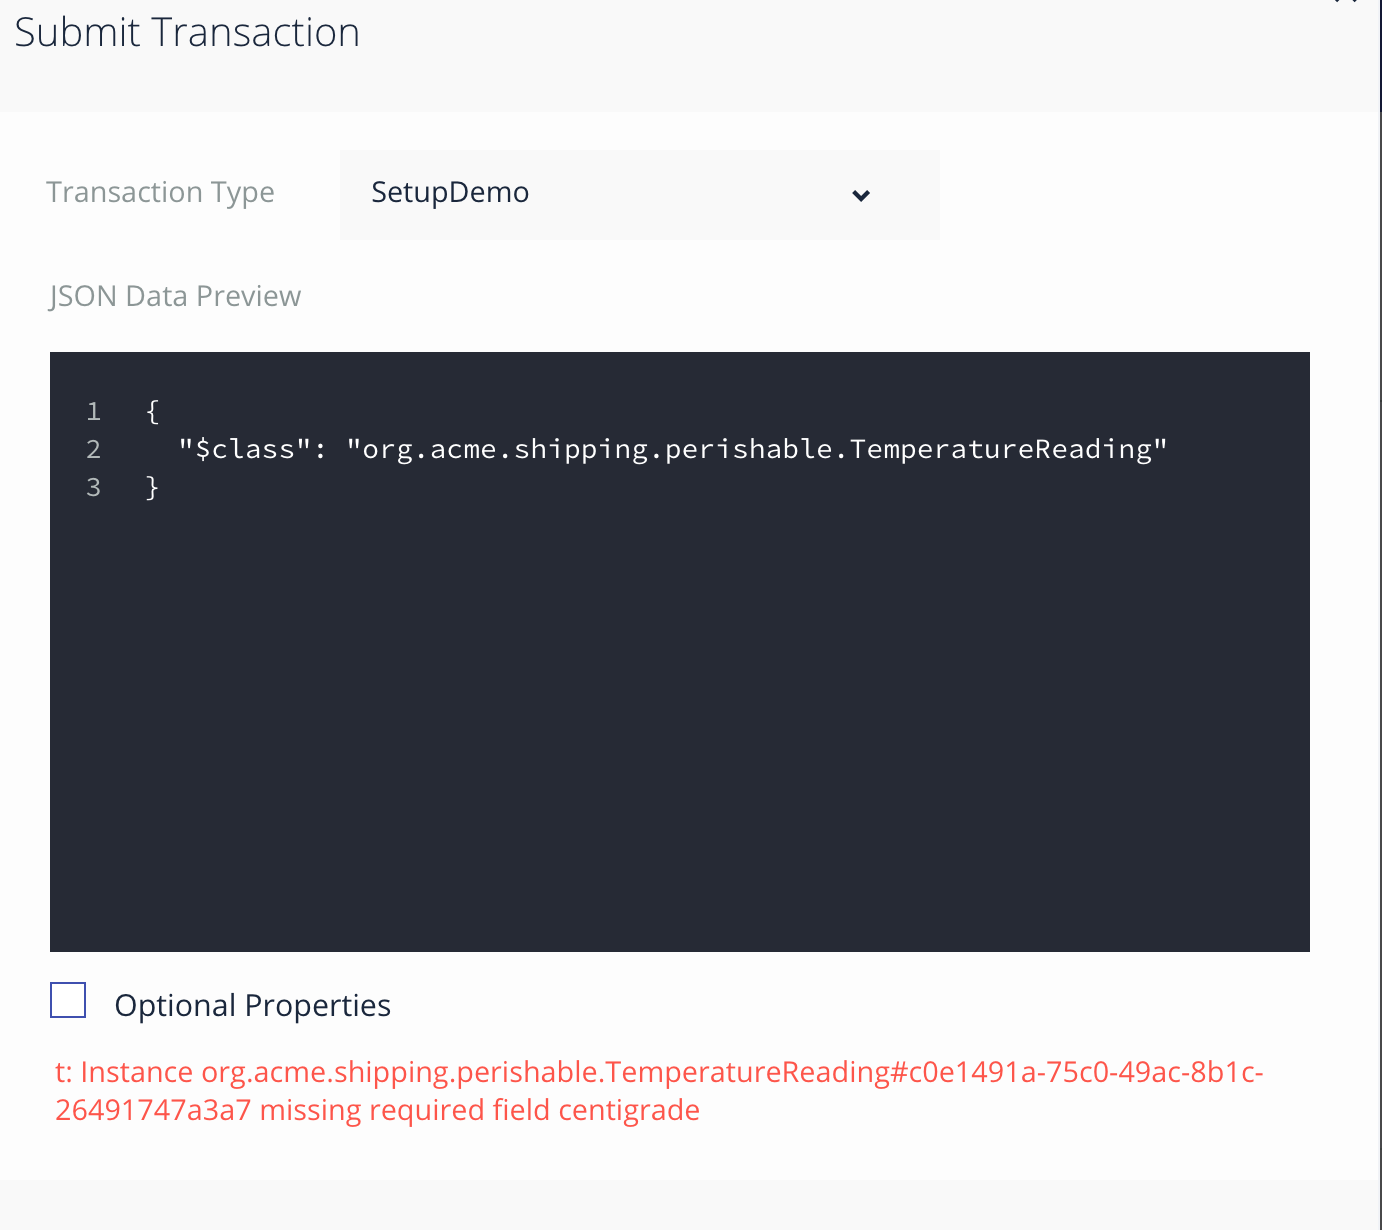 Submit Transaction
Transaction Type
SetupDemo
JSON Data Preview
1 {
2 "$class": "org.acme.shipping.perishable.TemperatureReading"
3 }
Optional Properties
t: Instance org.acme.shipping.perishable.TemperatureReading#c0e1491a-75c0-49ac-8b1c-
26491747a3a7 missing required field centigrade